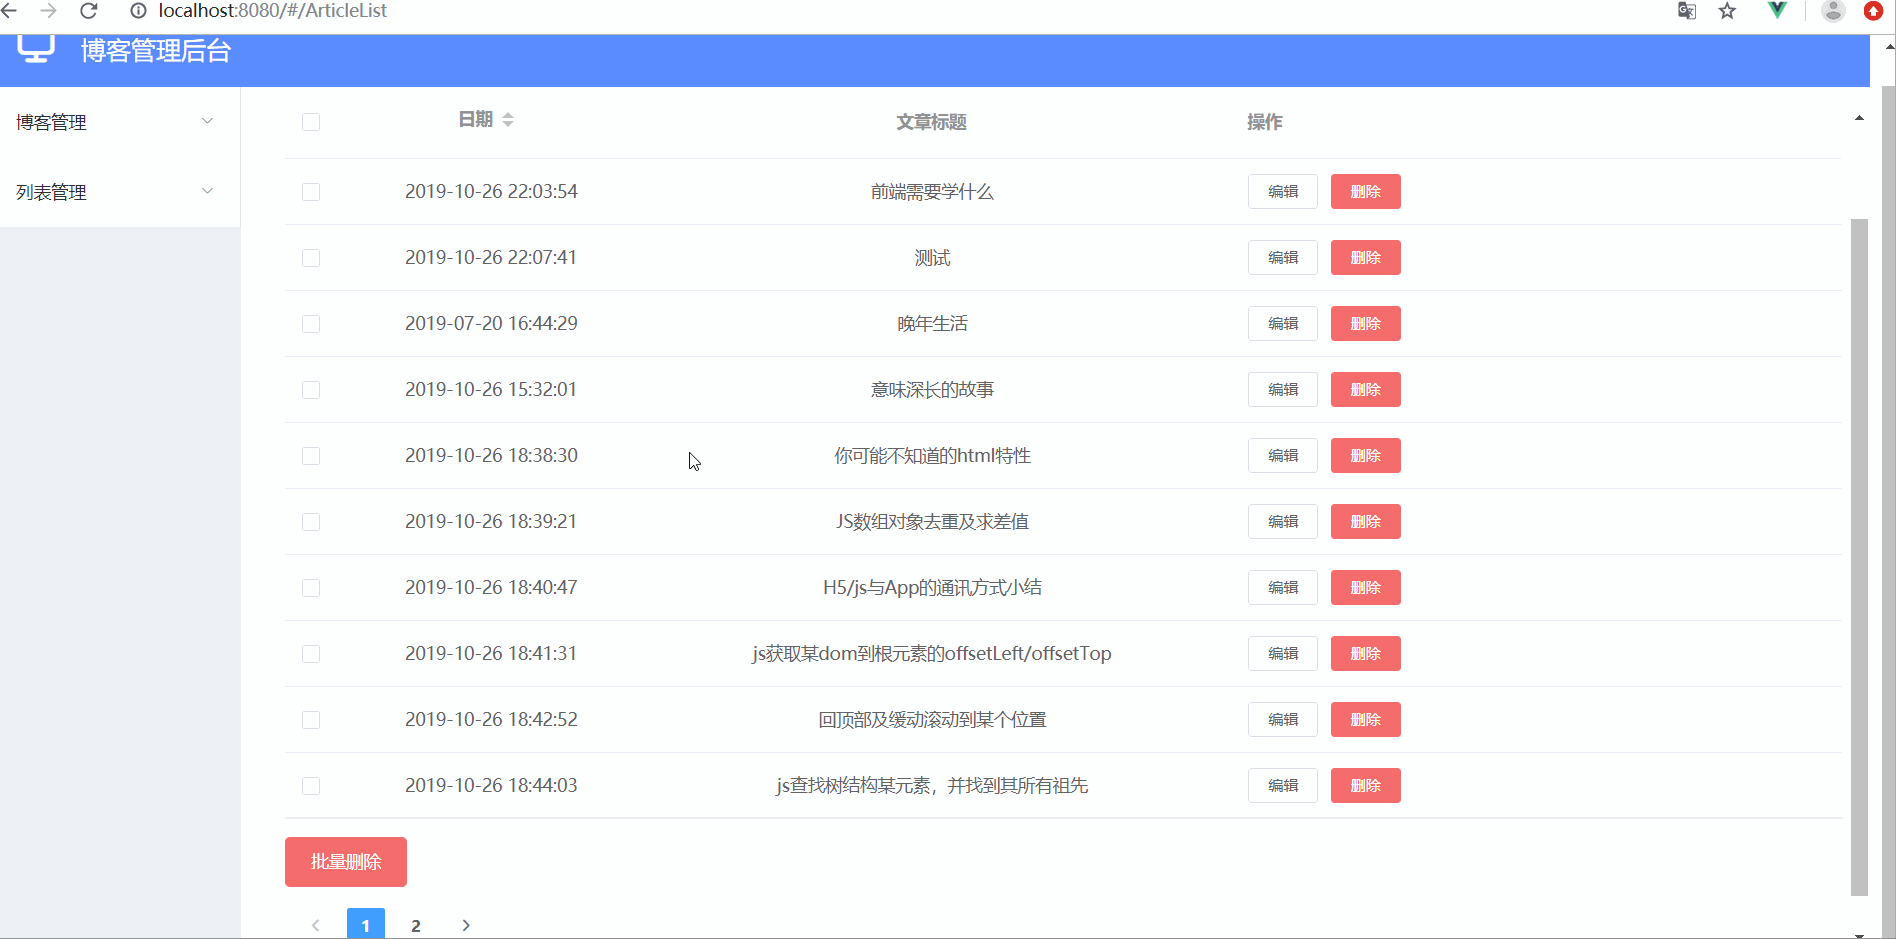 localhost:8080/#/ArticleList
博客管理后台
博客管理
列表管理
日期 文章标题 操作
2019-10-26 22:03:54 前端需要学什么 编辑 删除
2019-10-26 22:07:41 测试 编辑 删除
2019-07-20 16:44:29 晚年生活 编辑 删除
2019-10-26 15:32:01 意味深长的故事 编辑 删除
2019-10-26 18:38:30 你可能不知道的html特性 编辑 删除
2019-10-26 18:39:21 JS数组对象去重及求差值 编辑 删除
2019-10-26 18:40:47 H5/js与App的通讯方式小结 编辑 删除
2019-10-26 18:41:31 js获取某dom到根元素的offsetLeft/offsetTop 编辑 删除
2019-10-26 18:42:52 回顶部及缓动滚动到某个位置 编辑 删除
2019-10-26 18:44:03 js查找树结构某元素，并找到其所有祖先 编辑 删除
批量删除
1 2